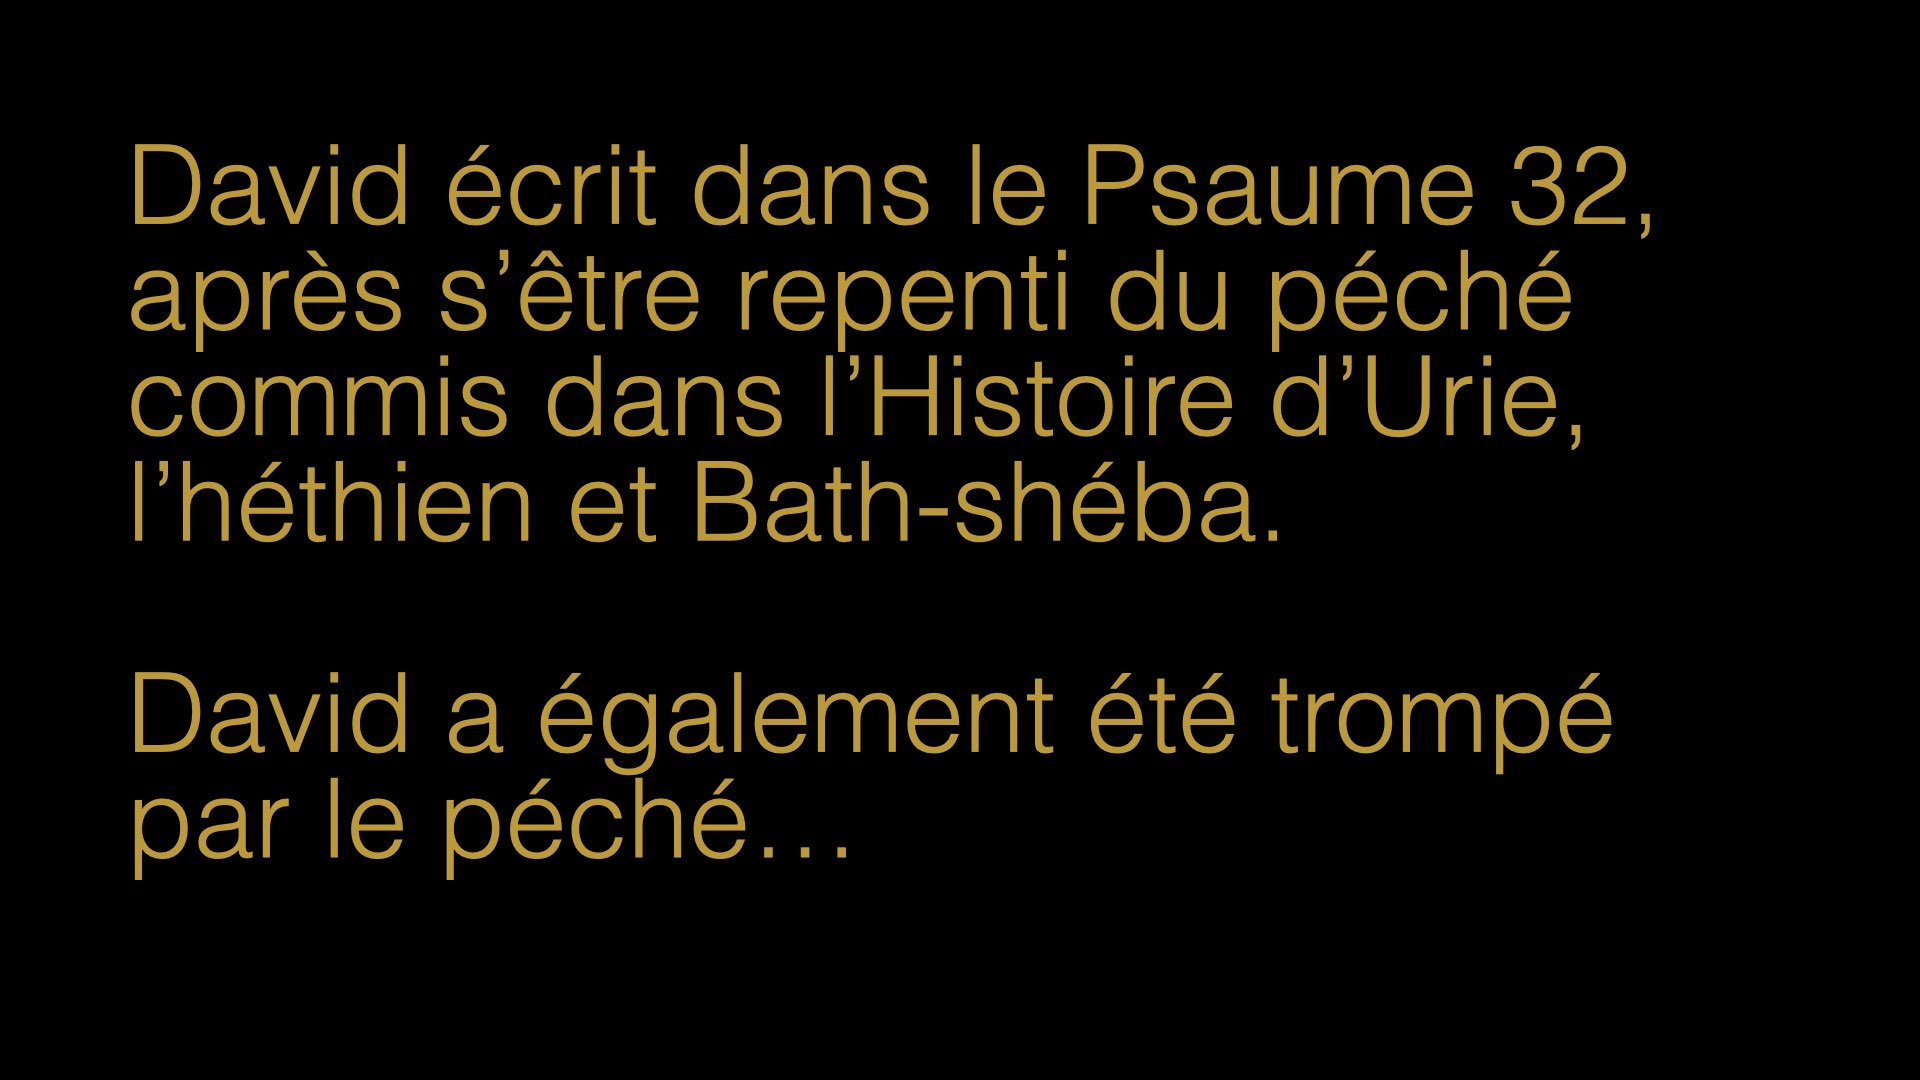 David écrit dans le Psaume 32,
après s’être repenti du péché
commis dans l’Histoire d’Urie,
l’héthien et Bath-shéba.
David a également été trompé
par le péché…